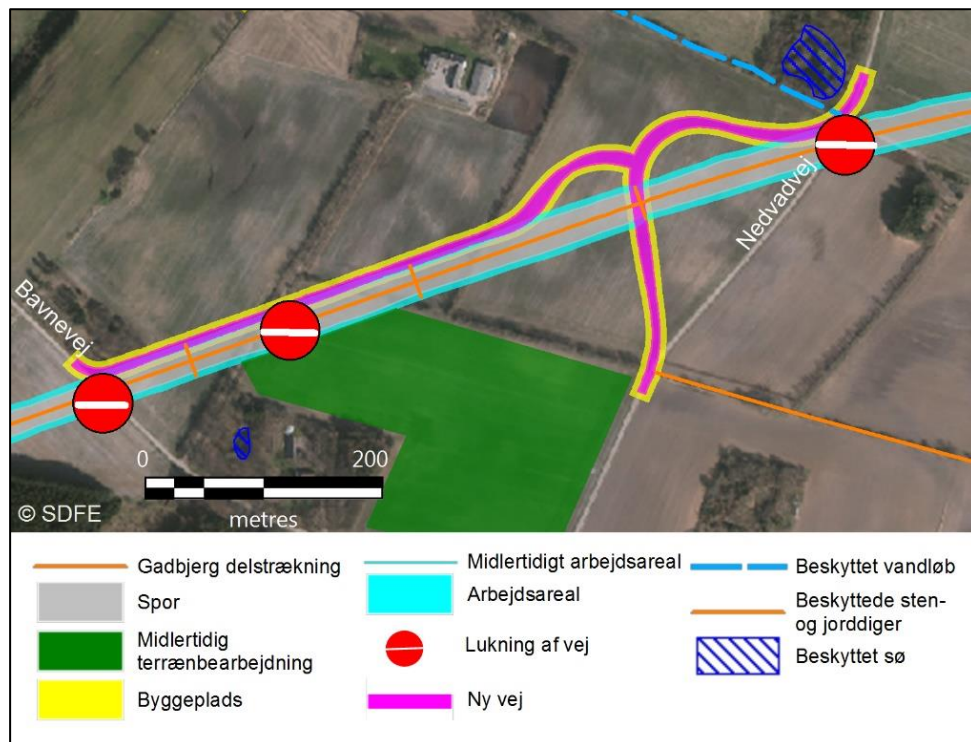 Nedvadvej
Bavnevej
0 200
metres
© SDFE
Gadbjerg delstrækning
Spor
Midlertidig
terrænbearbejdning
Byggeplads
Midlertidigt arbejdsareal
Arbejdsareal
Lukning af vej
Ny vej
Beskyttet vandløb
Beskyttede sten-
og jorddiger
Beskyttet sø